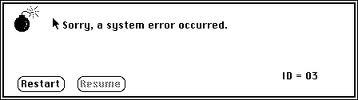 Sorry, a system error occurred.
ID = 03
Restart Resume